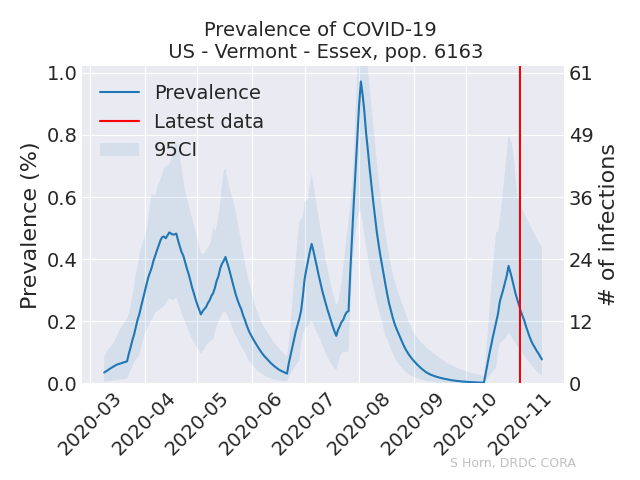 Prevalence of COVID-19
US - Vermont - Essex, pop. 6163
Prevalence
Latest data
95CI
Prevalence (%)
1.0
0.8
0.6
0.4
0.2
0.0
61
49
36
24
12
0
# of infections
2020-03
2020-04
2020-05
2020-06
2020-07
2020-08
2020-09
2020-10
2020-11
S Horn, DRDC CORA